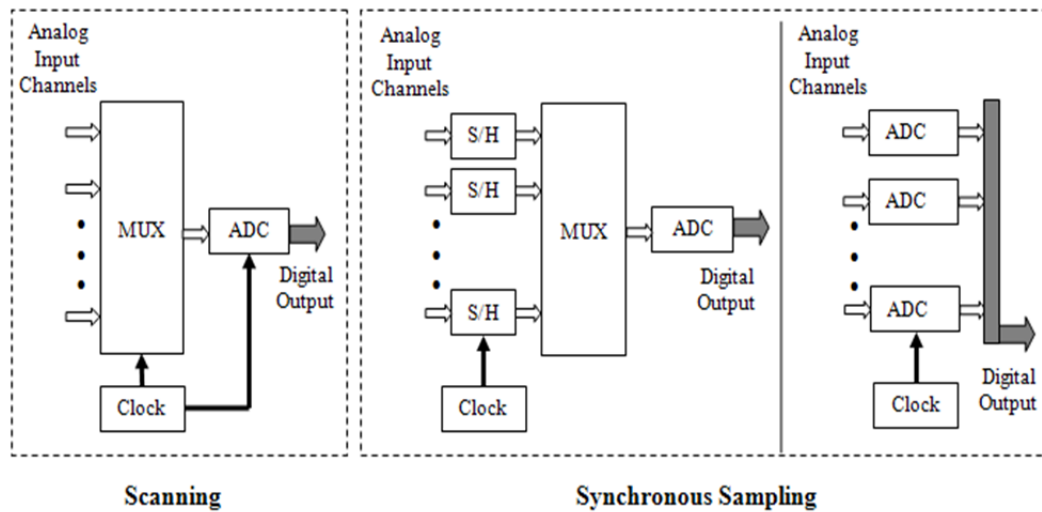 Analog
Input
Channels
MUX
ADC
Digital
Output
Clock
Analog
Input
Channels
S/H
S/H
S/H
MUX
ADC
Digital
Output
Clock
Analog
Input
Channels
ADC
ADC
ADC
Clock
Digital
Output
Scanning
Synchronous Sampling